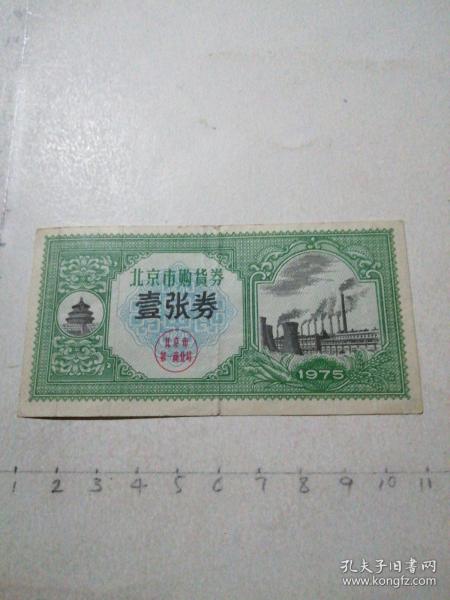 北京市购货券
壹张券
北京市
第一商业局
1975
1 2 3 4 5 6 7 8 9 10 11
孔夫子旧书网
www.kongfz.com